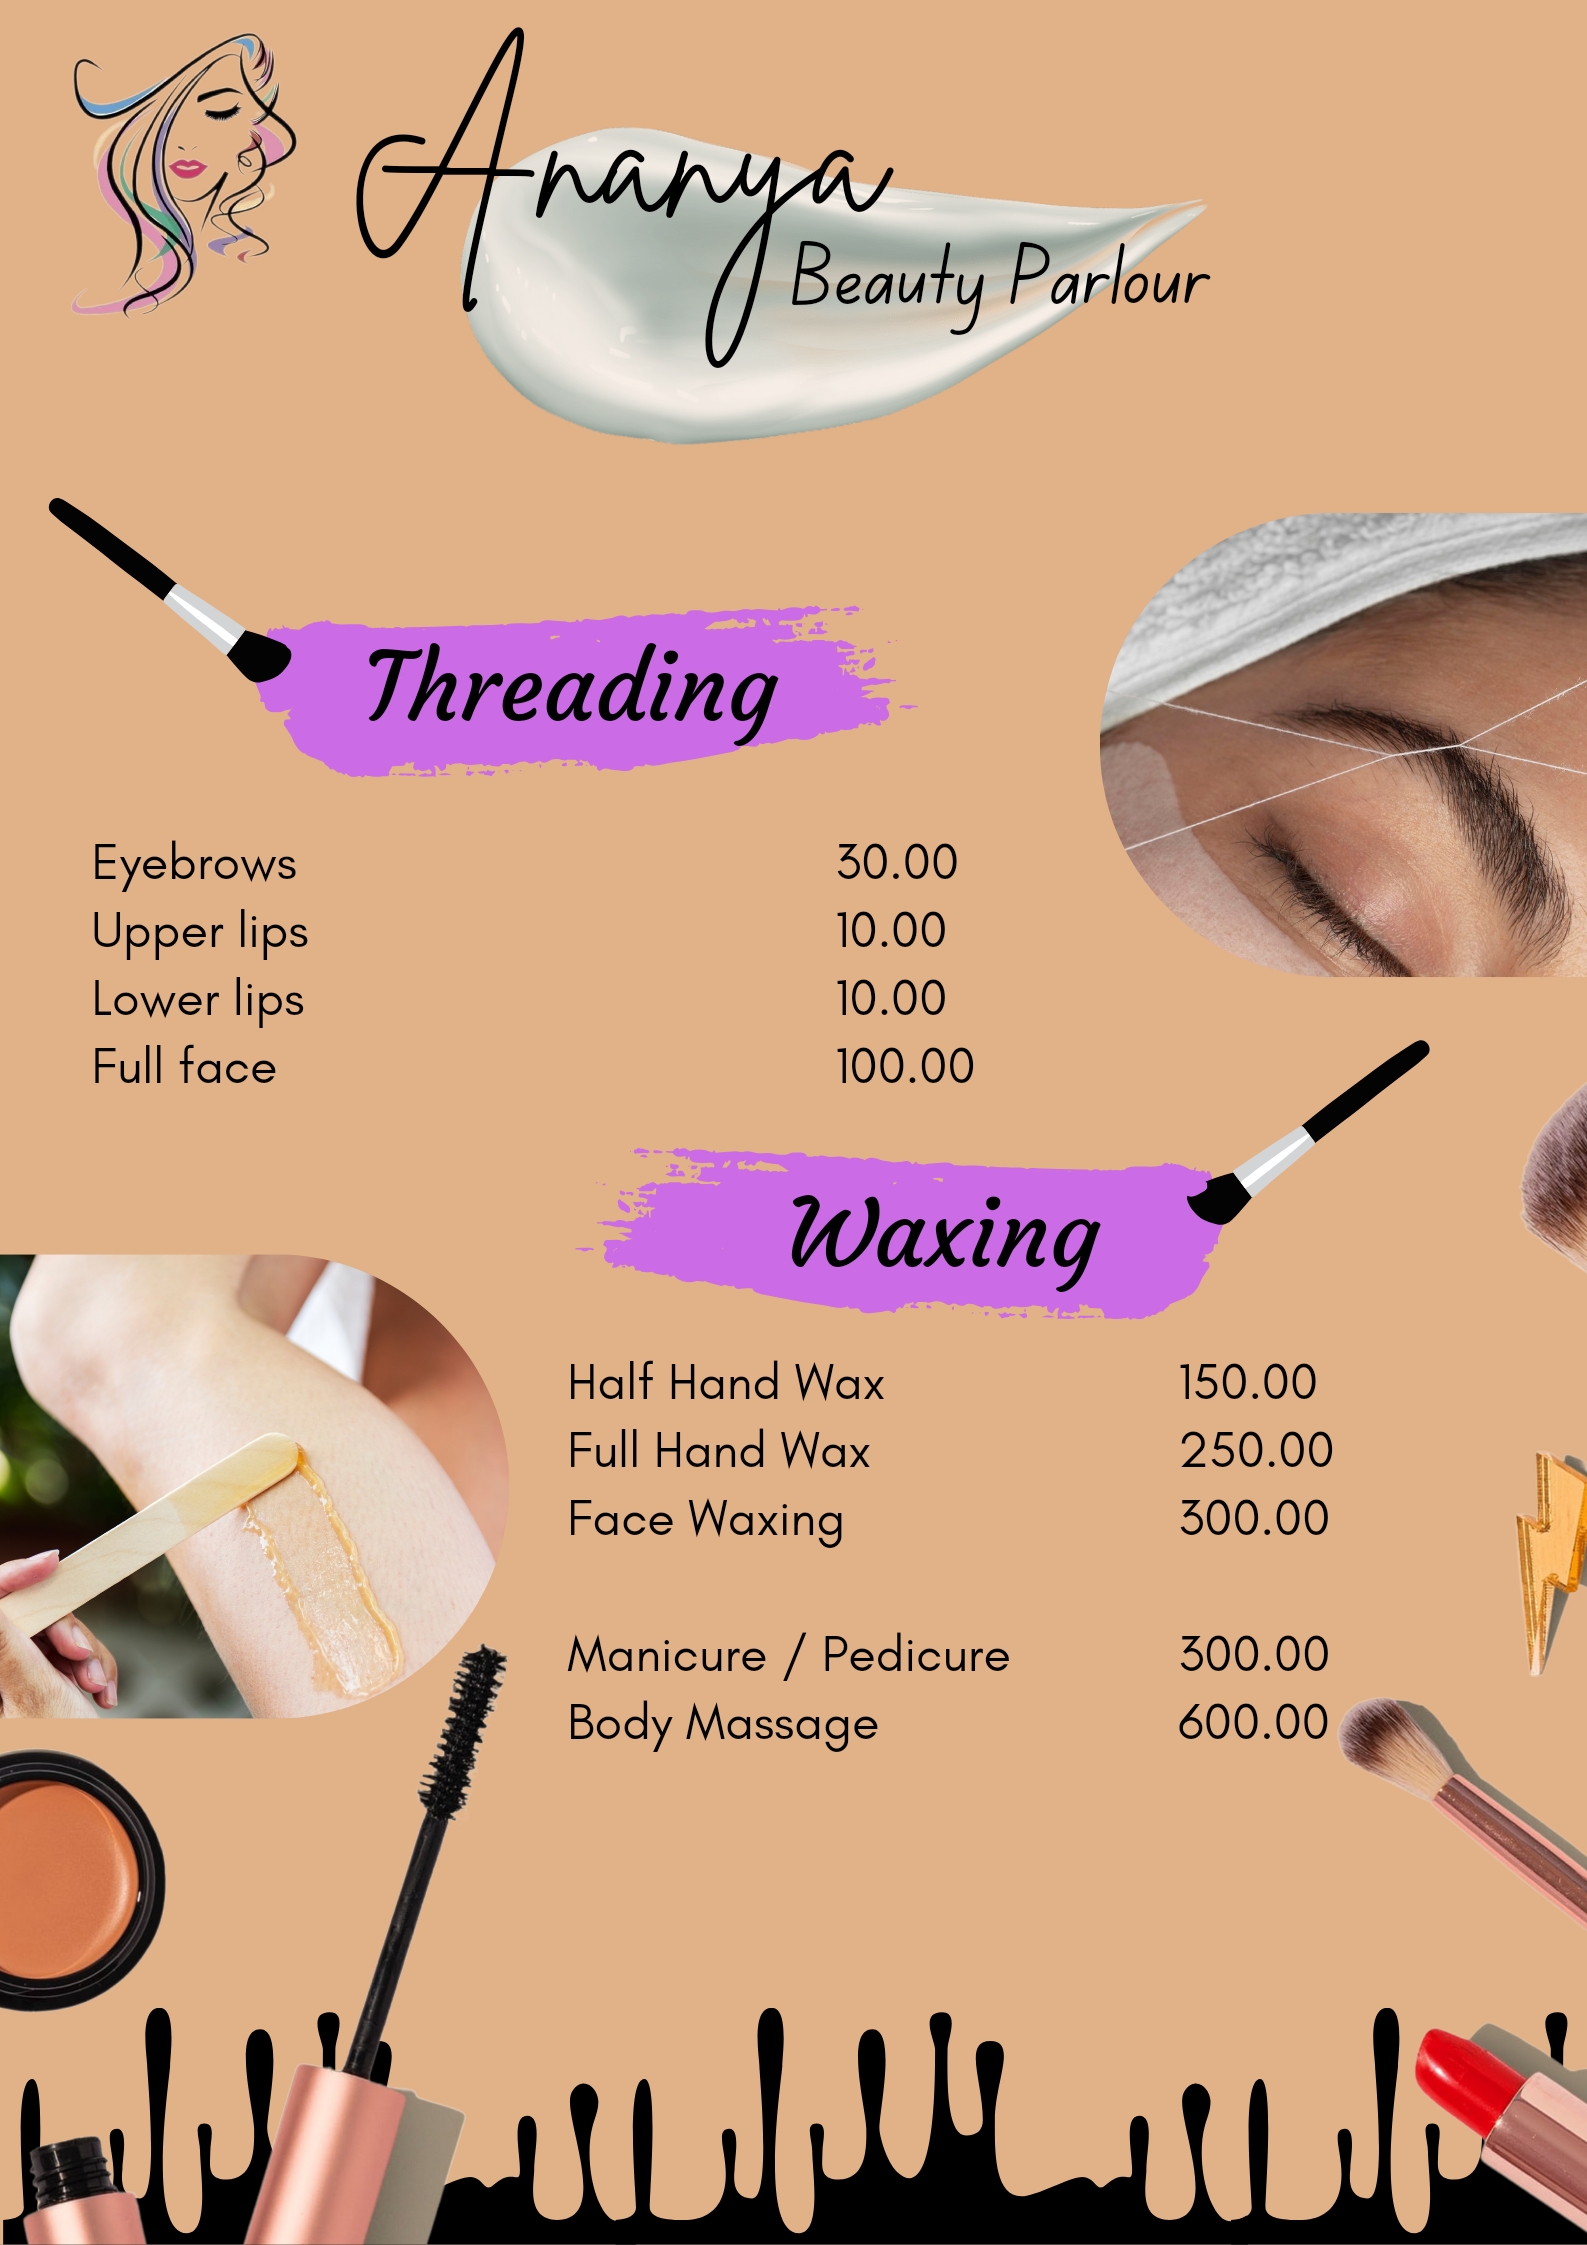 Ananya
Beauty Parlour
Threading
Eyebrows 30.00
Upper lips 10.00
Lower lips 10.00
Full face 100.00
Waxing
Half Hand Wax 150.00
Full Hand Wax 250.00
Face Waxing 300.00
Manicure / Pedicure 300.00
Body Massage 600.00